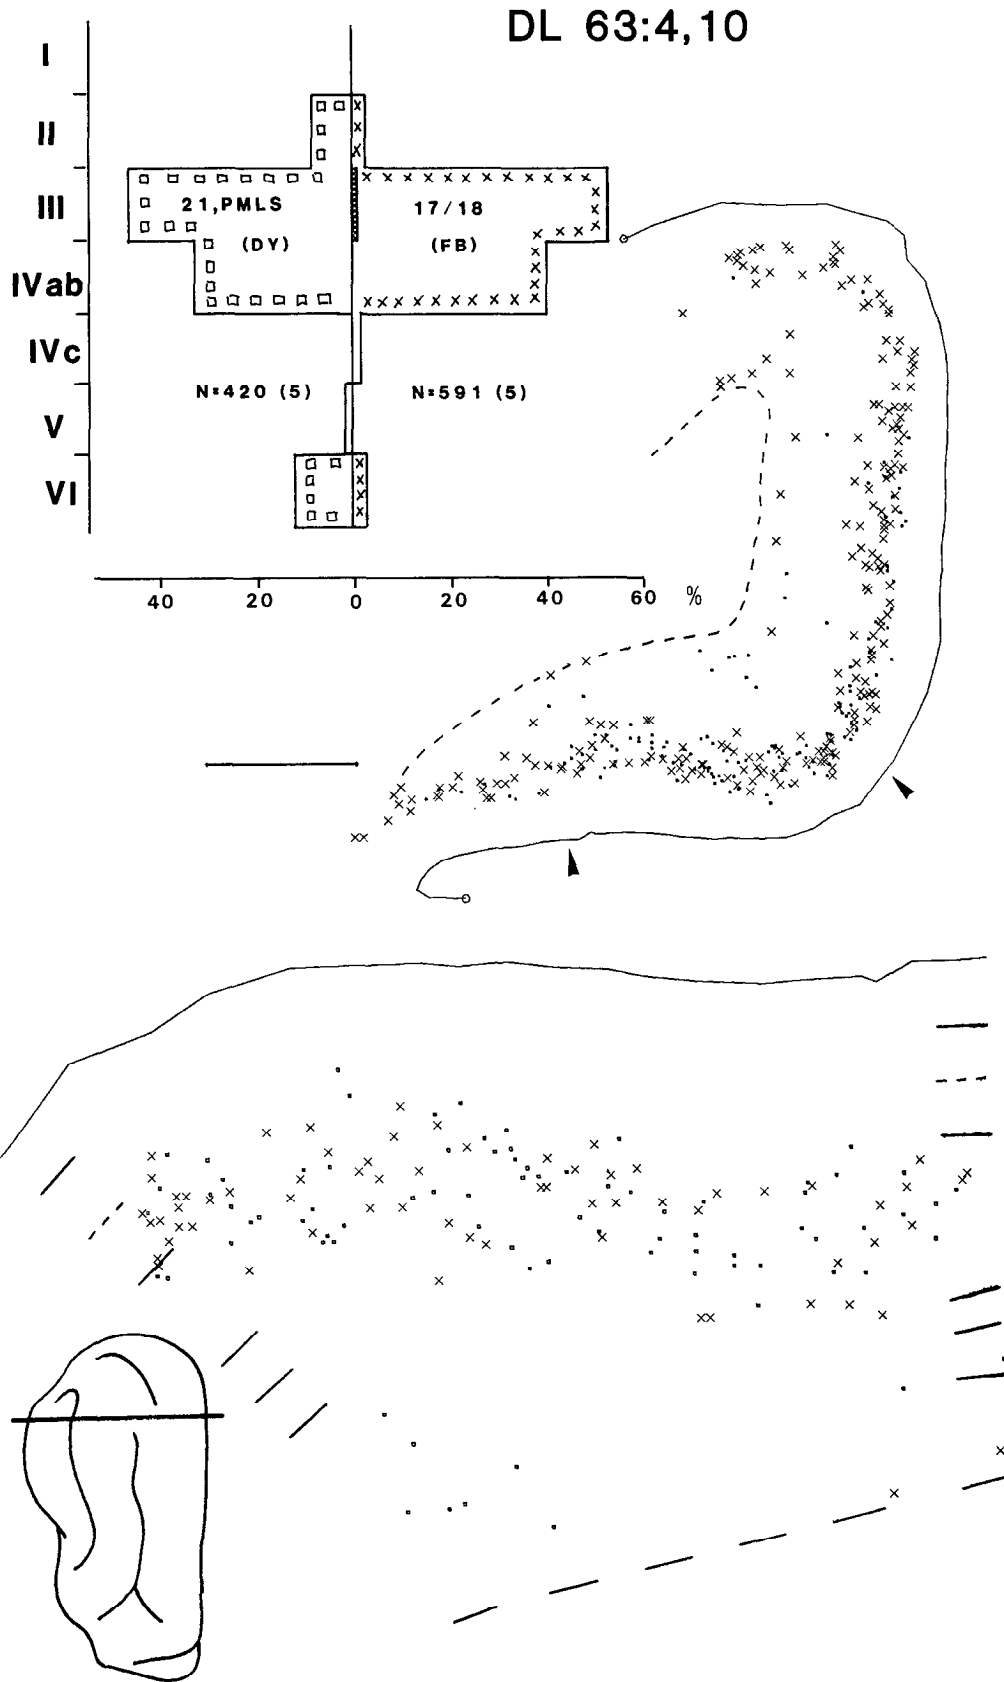 DL 63:4,10
I
II
III
21,PMLS
17/18
(DY)
(FB)
IVab
IVc
N=420 (5)
N=591 (5)
V
VI
40 20 0 20 40 60 %